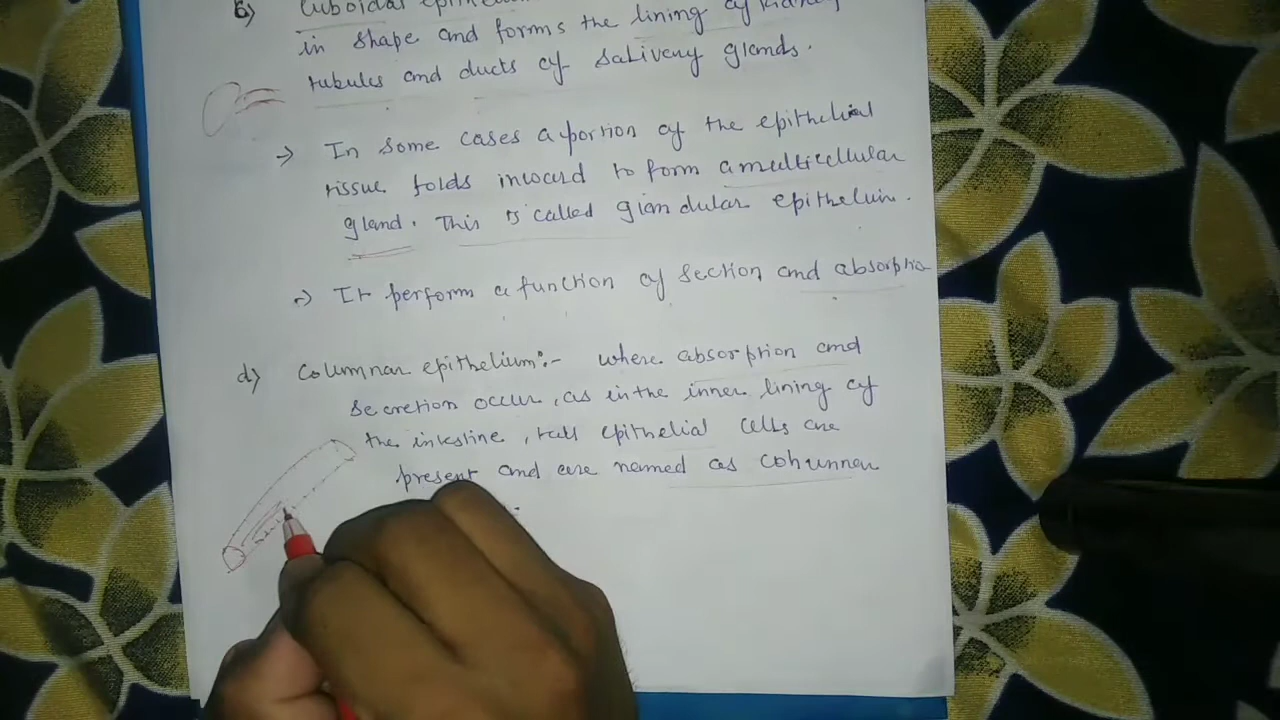 B) Cuboidal
in shape and forms the lining of kidney
tubules and ducts of salivary glands.
-> In some cases a portion of the epithelial
tissue folds inward to form a multicellular
gland. This is called glandular epitheluim.
-> It perform a function of section and absorptio
d) Columnar epithelium:- where absorption and
secretion occur, as in the inner lining of
the intestine, tall epithelial cells are
present and are named as columnar